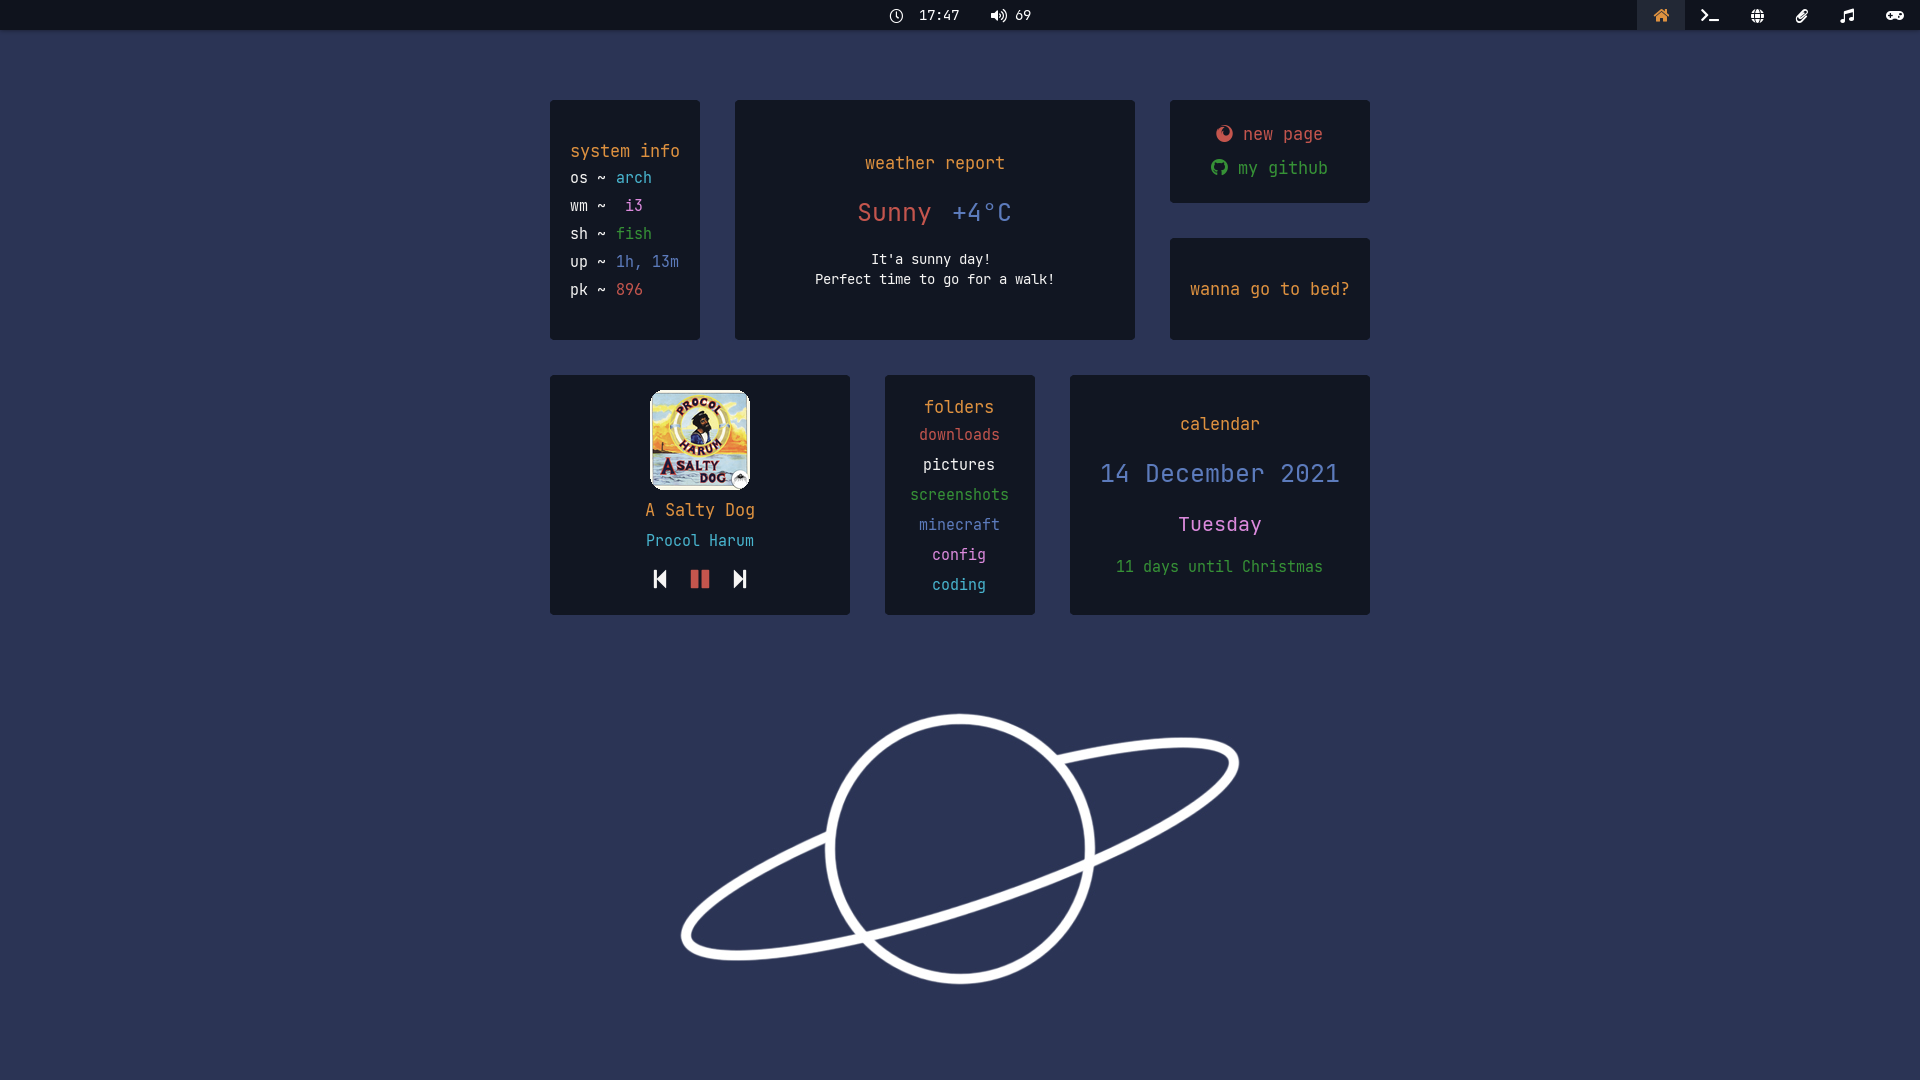 17:47 69
system info
os ~ arch
wm ~ i3
sh ~ fish
up ~ 1h, 13m
pk ~ 896
weather report
Sunny +4°C
It'a sunny day!
Perfect time to go for a walk!
new page
my github
wanna go to bed?
PROCOL
HARUM
A SALTY
DOG
A Salty Dog
Procol Harum
folders
downloads
pictures
screenshots
minecraft
config
coding
calendar
14 December 2021
Tuesday
11 days until Christmas